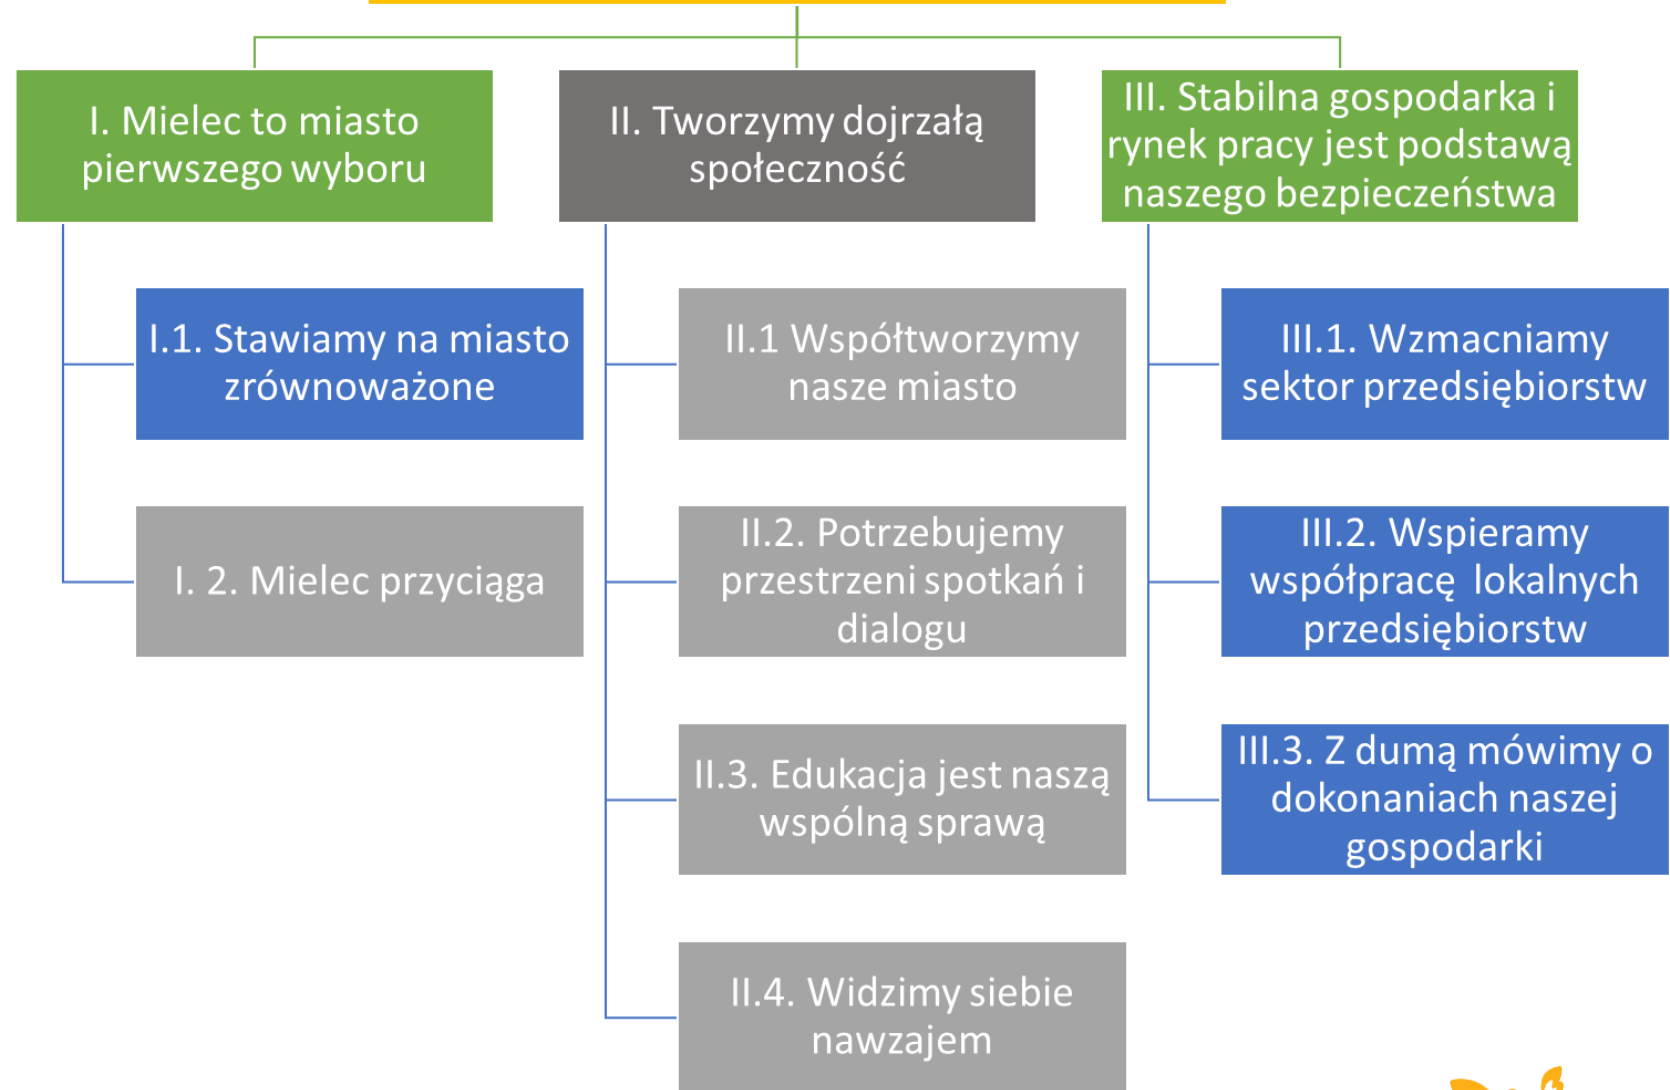 I. Mielec to miasto
pierwszego wyboru
I.1. Stawiamy na miasto
zrównoważone
I. 2. Mielec przyciąga
II. Tworzymy dojrzałą
społeczność
II.1 Współtworzymy
nasze miasto
II.2. Potrzebujemy
przestrzeni spotkań i
dialogu
II.3. Edukacja jest naszą
wspólną sprawą
II.4. Widzimy siebie
nawzajem
III. Stabilna gospodarka i
rynek pracy jest podstawą
naszego bezpieczeństwa
III.1. Wzmacniamy
sektor przedsiębiorstw
III.2. Wspieramy
współpracę  lokalnych
przedsiębiorstw
III.3. Z dumą mówimy o
dokonaniach naszej
gospodarki